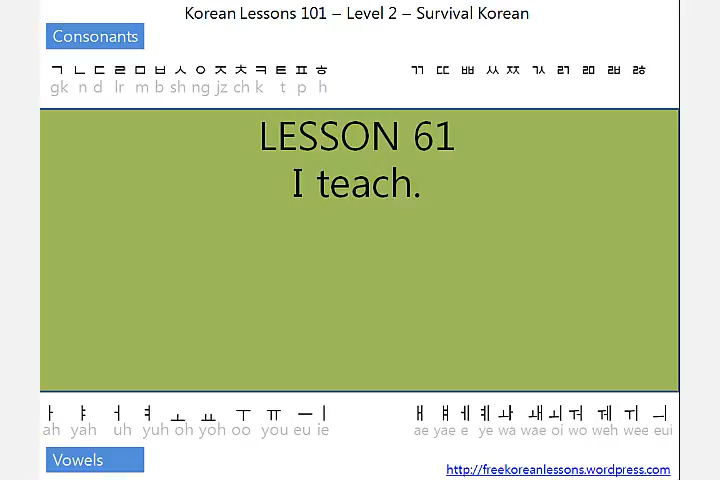 Korean Lessons 101 – Level 2 – Survival Korean
Consonants
ㄱ ㄴ ㄷ ㄹ ㅁ ㅂ ㅅ ㅇ ㅈ ㅊ ㅋ ㅌ ㅍ ㅎ ㄲ ㄸ ㅃ ㅆ ㅉ ㄳ ㄺ ㄻ ㄼ ㅀ
gk n d lr m b sh ng jz ch k t p h
LESSON 61
I teach.
ㅏ ㅑ ㅓ ㅕ ㅗ ㅛ ㅜ ㅠ ㅡ ㅣ ㅐ ㅒ ㅔ ㅖ ㅘ ㅙ ㅚ ㅝ ㅞ ㅟ ㅢ
ah yah uh yuh oh yoh oo you eu ie ae yae e ye wa wae oi wo weh wee eui
Vowels
http://freekoreanlessons.wordpress.com